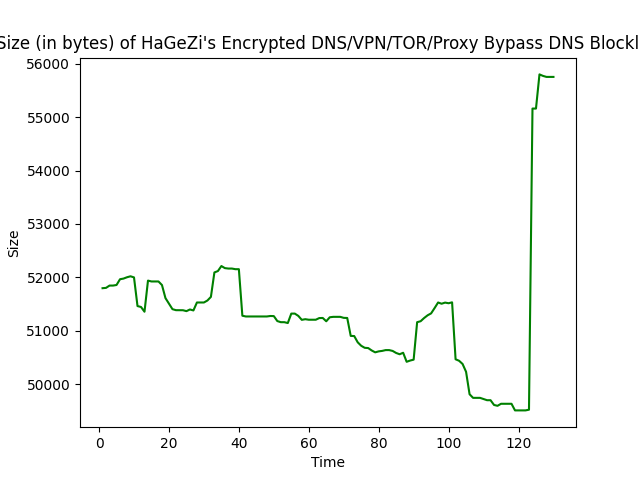 Size (in bytes) of HaGeZi's Encrypted DNS/VPN/TOR/Proxy Bypass DNS Blockl
56000
55000
54000
53000
52000
51000
50000
Size
0 20 40 60 80 100 120
Time